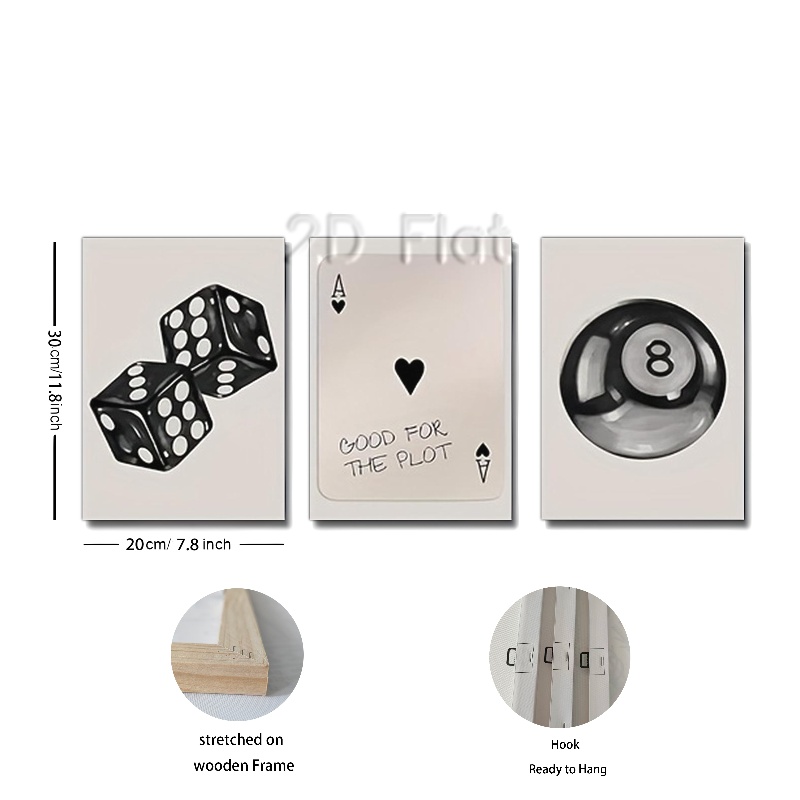 2D Flat
A
GOOD FOR
THE PLOT
A
8
30cm/11.8inch
20cm/ 7.8 inch
stretched on
wooden Frame
Hook
Ready to Hang